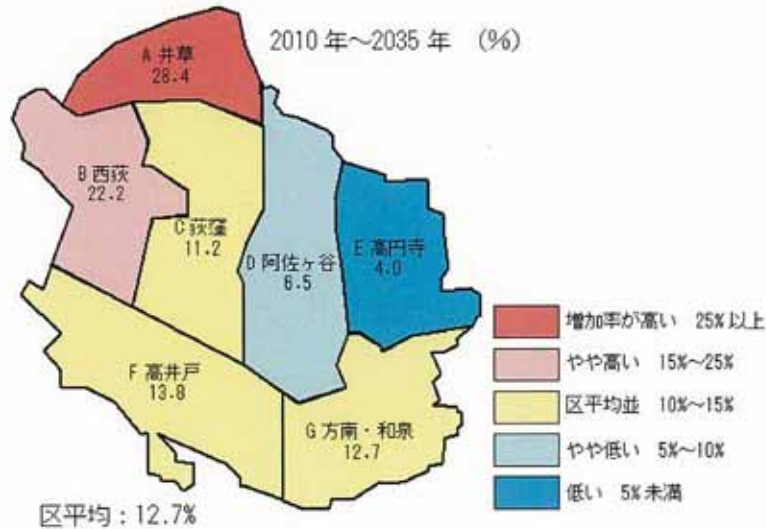 2010年～2035年 (%)
A 井草
28.4
B 西荻
22.2
C 荻窪
11.2
D 阿佐ヶ谷
6.5
E 高円寺
4.0
F 高井戸
13.8
G 方南・和泉
12.7
増加率が高い 25%以上
やや高い 15%～25%
区平均並 10%～15%
やや低い 5%～10%
低い 5%未満
区平均：12.7%